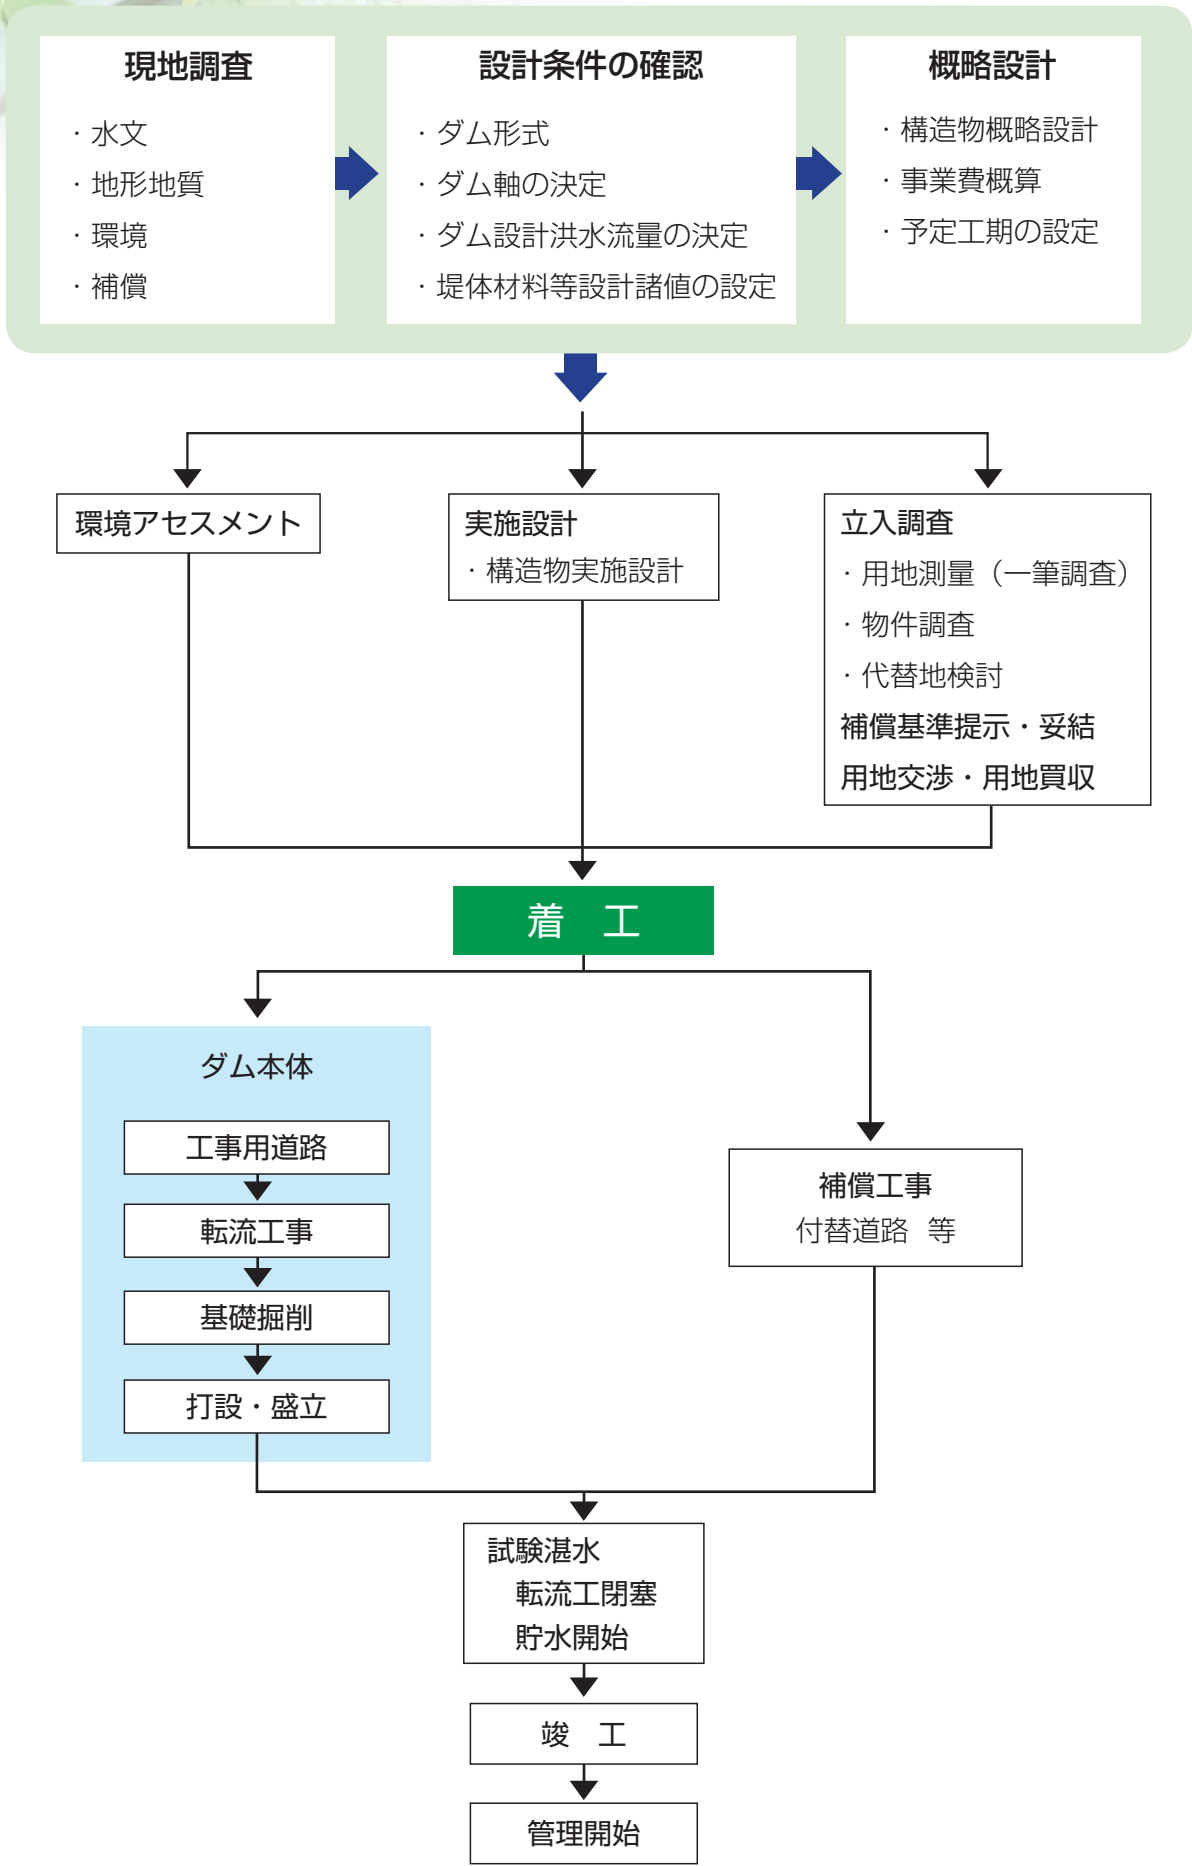 現地調査
・水文
・地形地質
・環境
・補償
設計条件の確認
・ダム形式
・ダム軸の決定
・ダム設計洪水流量の決定
・堤体材料等設計諸値の設定
概略設計
・構造物概略設計
・事業費概算
・予定工期の設定
環境アセスメント
実施設計
・構造物実施設計
立入調査
・用地測量（一筆調査）
・物件調査
・代替地検討
補償基準提示・妥結
用地交渉・用地買収
着　工
ダム本体
工事用道路
転流工事
基礎掘削
打設・盛立
補償工事
付替道路 等
試験湛水
転流工閉塞
貯水開始
竣　工
管理開始